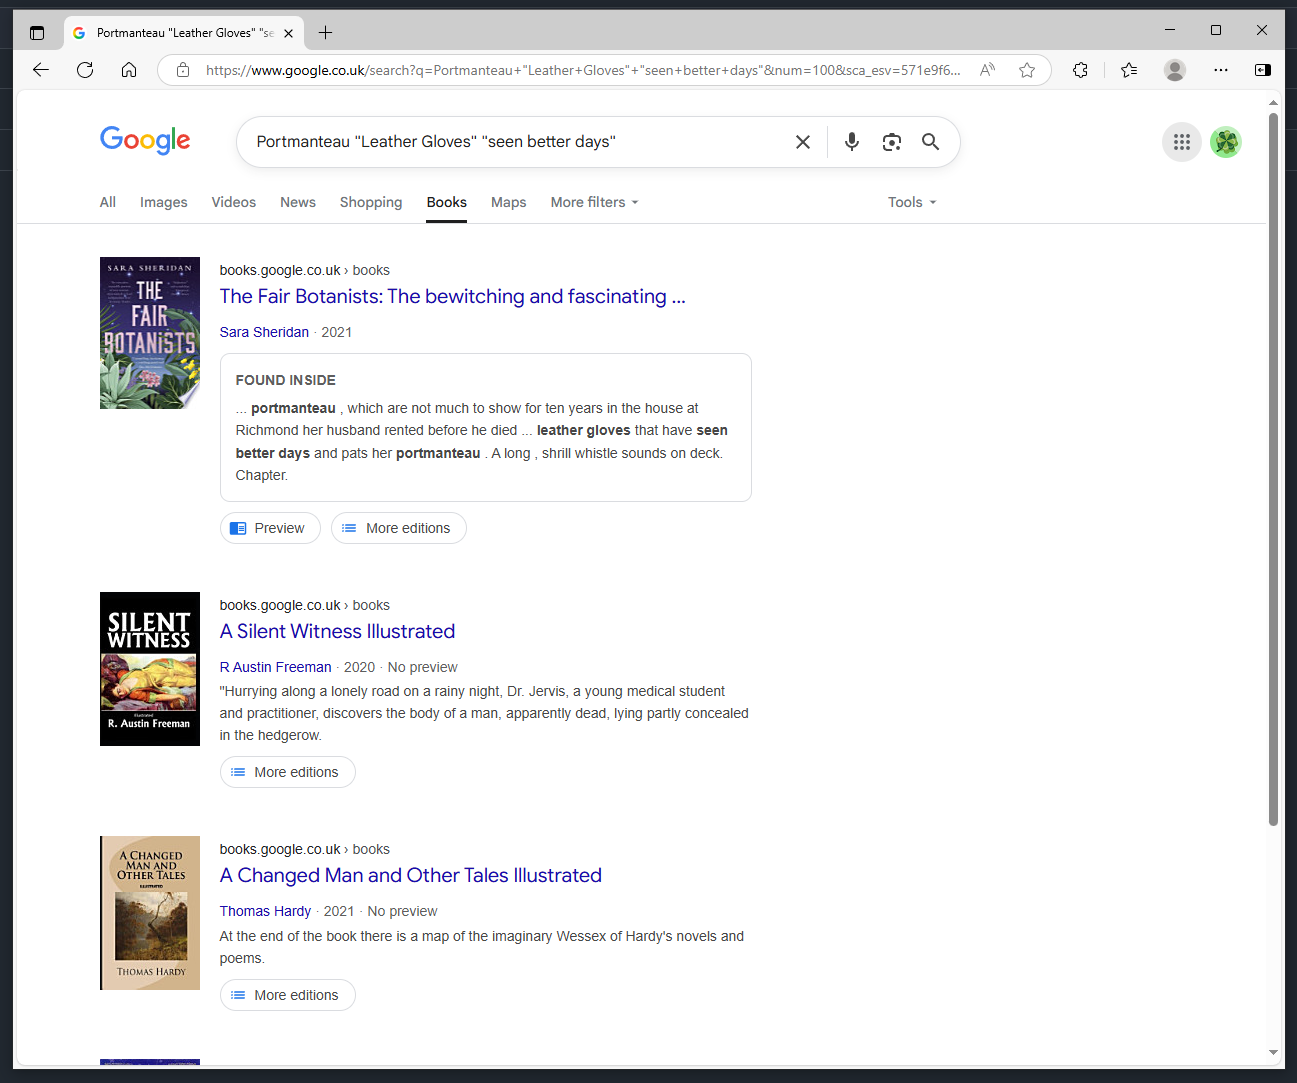 Portmanteau "Leather Gloves" "se
https://www.google.co.uk/search?q=Portmanteau+"Leather+Gloves"+"seen+better+days"&num=100&sca_esv=571e9f6...
Google
Portmanteau "Leather Gloves" "seen better days"
All Images Videos News Shopping Books Maps More filters Tools
SARA SHERIDAN
THE
FAIR
BOTANISTS
books.google.co.uk › books
The Fair Botanists: The bewitching and fascinating ...
Sara Sheridan · 2021
FOUND INSIDE
... portmanteau , which are not much to show for ten years in the house at
Richmond her husband rented before he died ... leather gloves that have seen
better days and pats her portmanteau . A long , shrill whistle sounds on deck.
Chapter.
Preview More editions
SILENT
WITNESS
Illustrated
R. Austin Freeman
books.google.co.uk › books
A Silent Witness Illustrated
R Austin Freeman · 2020 · No preview
"Hurrying along a lonely road on a rainy night, Dr. Jervis, a young medical student
and practitioner, discovers the body of a man, apparently dead, lying partly concealed
in the hedgerow.
More editions
A CHANGED
MAN AND
OTHER TALES
ILLUSTRATED
THOMAS HARDY
books.google.co.uk › books
A Changed Man and Other Tales Illustrated
Thomas Hardy · 2021 · No preview
At the end of the book there is a map of the imaginary Wessex of Hardy's novels and
poems.
More editions